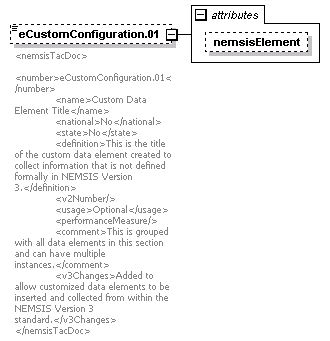 eCustomConfiguration.01
attributes
nemsisElement
<nemsisTacDoc>
<number>eCustomConfiguration.01<
/number>
<name>Custom Data
Element Title</name>
<national>No</national>
<state>No</state>
<definition>This is the title
of the custom data element created to
collect information that is not defined
formally in NEMSIS Version
3.</definition>
<v2Number/>
<usage>Optional</usage>
<performanceMeasure/>
<comment>This is grouped
with all data elements in this section
and can have multiple
instances.</comment>
<v3Changes>Added to
allow customized data elements to be
inserted and collected from within the
NEMSIS Version 3
standard.</v3Changes>
</nemsisTacDoc>